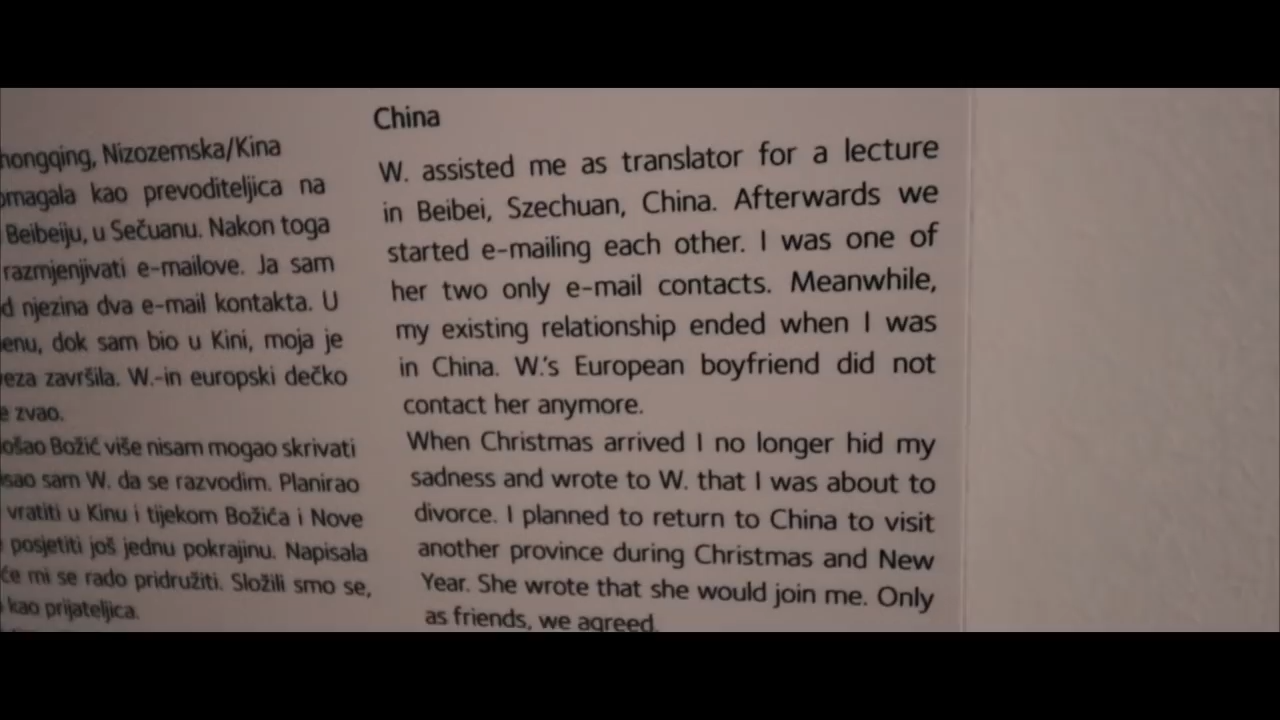 Nizozemska/Kina
kao prevoditeljica na
Beibeiju, u Sečuanu. Nakon toga
razmjenjivati e-mailove. Ja sam
njezina dva e-mail kontakta. U
dok sam bio u Kini, moja je
završila. W.-in europski dečko
zvao.
Božić više nisam mogao skrivati
sam W. da se razvodim. Planirao
vratiti u Kinu i tijekom Božića i Nove
posjetiti još jednu pokrajinu. Napisala
će mi se rado pridružiti. Složili smo se,
kao prijateljica.
China
W. assisted me as translator for a lecture
in Beibei, Szechuan, China. Afterwards we
started e-mailing each other. I was one of
her two only e-mail contacts. Meanwhile,
my existing relationship ended when I was
in China. W.'s European boyfriend did not
contact her anymore.
When Christmas arrived I no longer hid my
sadness and wrote to W. that I was about to
divorce. I planned to return to China to visit
another province during Christmas and New
Year. She wrote that she would join me. Only
as friends, we agreed.